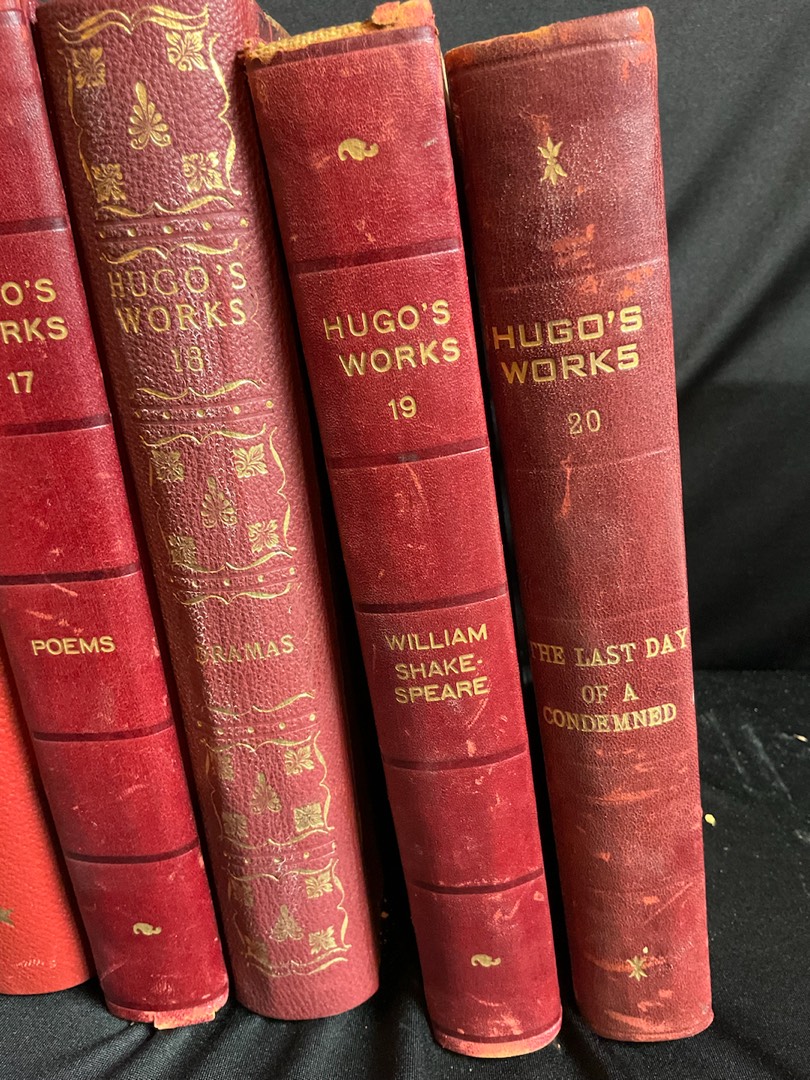 O'S
RKS
17
POEMS
HUGO'S
WORKS
18
DRAMAS
HUGO'S
WORKS
19
WILLIAM
SHAKE-
SPEARE
HUGO'S
WORKS
20
THE LAST DAY
OF A
CONDEMNED